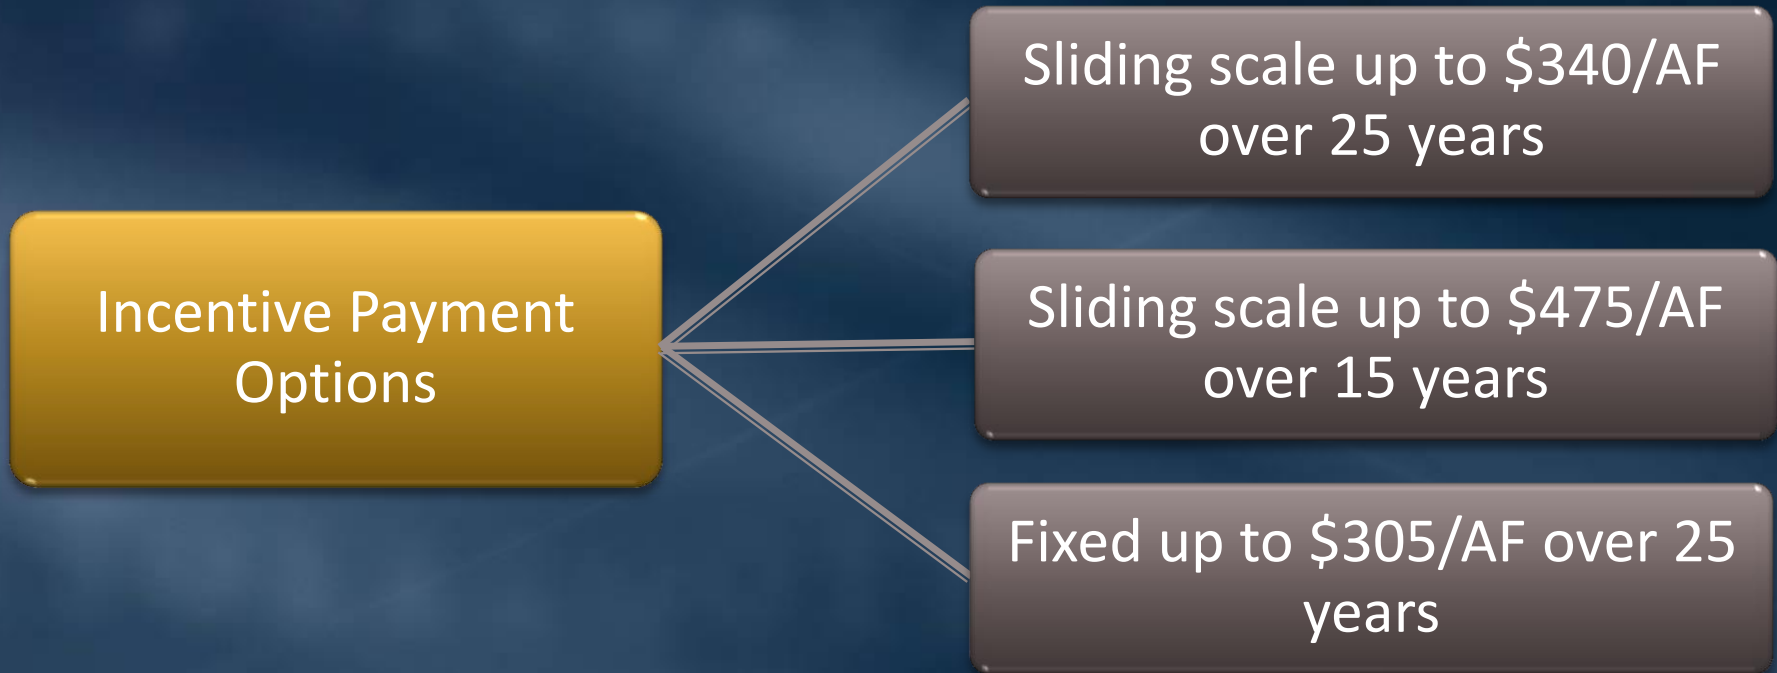 Incentive Payment
Options
Sliding scale up to $340/AF
over 25 years
Sliding scale up to $475/AF
over 15 years
Fixed up to $305/AF over 25
years